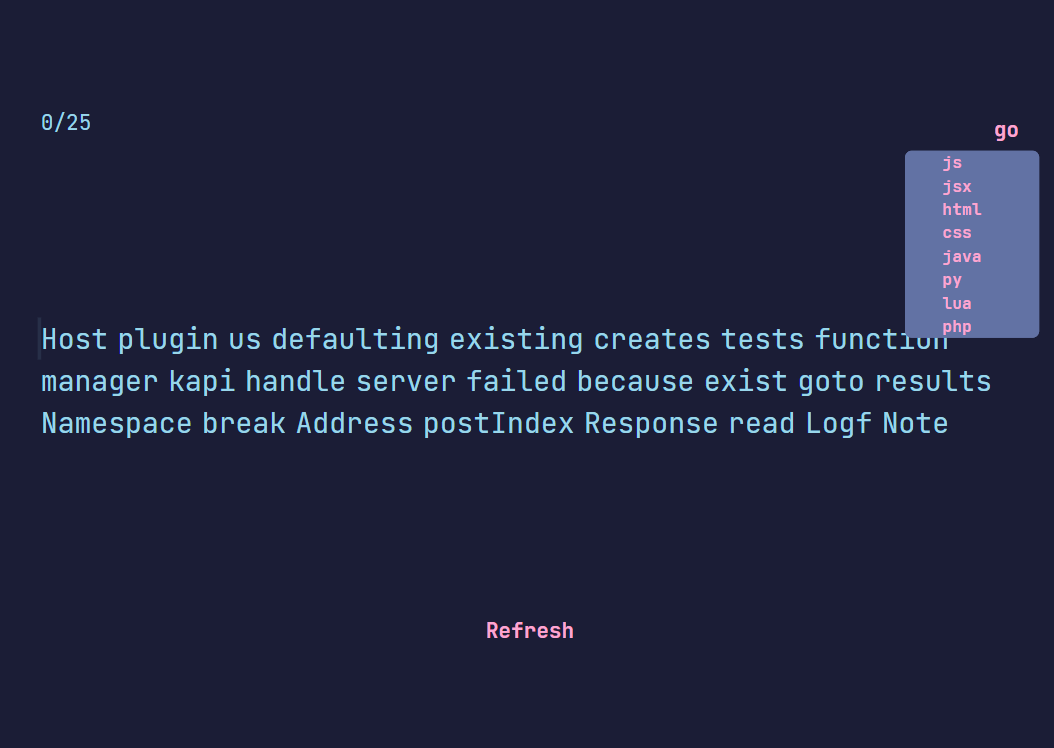 0/25
go
js
jsx
html
css
java
py
lua
php
Host plugin us defaulting existing creates tests function
manager kapi handle server failed because exist goto results
Namespace break Address postIndex Response read Logf Note
Refresh